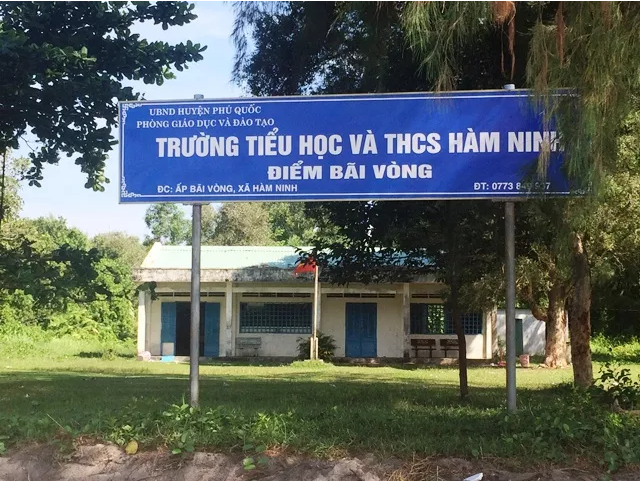 UBND HUYỆN PHÚ QUỐC
PHÒNG GIÁO DỤC VÀ ĐÀO TẠO
TRƯỜNG TIỂU HỌC VÀ THCS HÀM NINH
ĐIỂM BÃI VÒNG
ĐC: ẤP BÃI VÒNG, XÃ HÀM NINH
ĐT: 0773